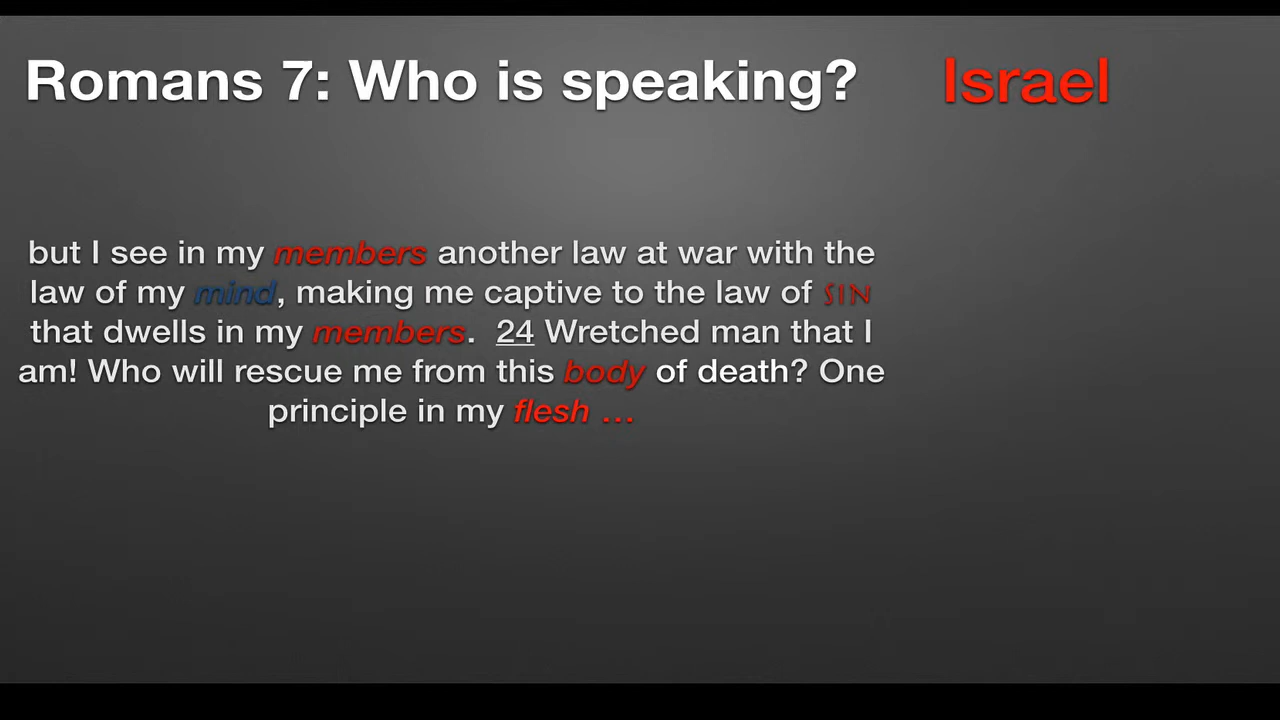 Romans 7: Who is speaking? Israel
but I see in my members another law at war with the
law of my mind, making me captive to the law of SIN
that dwells in my members. 24 Wretched man that I
am! Who will rescue me from this body of death? One
principle in my flesh ...